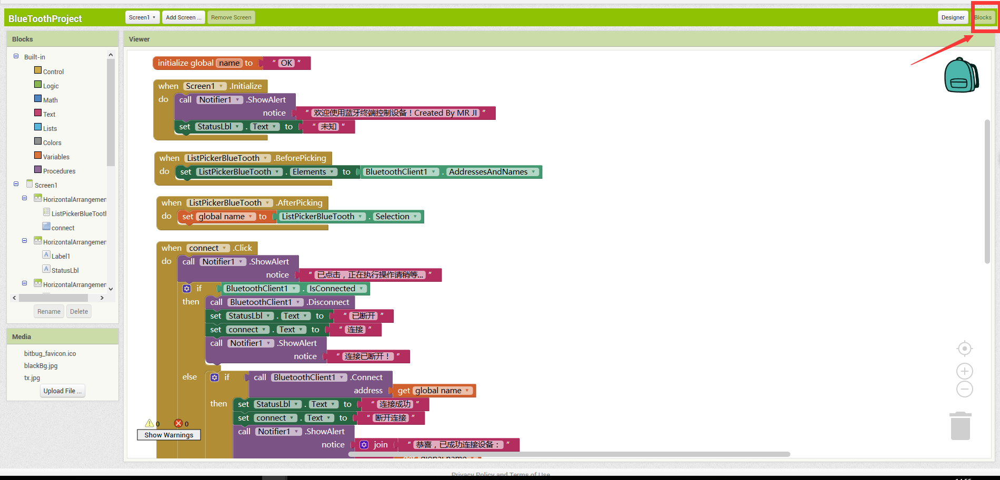 BlueToothProject
Screen1
Add Screen ...
Remove Screen
Designer
Blocks
Blocks
Viewer
Built-in
Control
Logic
Math
Text
Lists
Colors
Variables
Procedures
Screen1
HorizontalArrangemen
ListPickerBlueTooth
connect
HorizontalArrangemen
Label1
StatusLbl
HorizontalArrangemen
Rename
Delete
Media
bitbug_favicon.ico
blackBg.jpg
tx.jpg
Upload File ...
initialize global name to " OK "
when Screen1 .Initialize
do call Notifier1 .ShowAlert
notice " 欢迎使用蓝牙终端控制设备！Created By MR JI "
set StatusLbl . Text to " 未知 "
when ListPickerBlueTooth .BeforePicking
do set ListPickerBlueTooth . Elements to BluetoothClient1 . AddressesAndNames
when ListPickerBlueTooth .AfterPicking
do set global name to ListPickerBlueTooth . Selection
when connect .Click
do call Notifier1 .ShowAlert
notice " 已点击，正在执行操作请稍等... "
if BluetoothClient1 . IsConnected
then call BluetoothClient1 .Disconnect
set StatusLbl . Text to " 已断开 "
set connect . Text to " 连接 "
call Notifier1 .ShowAlert
notice " 连接已断开！ "
else if call BluetoothClient1 .Connect
address get global name
then set StatusLbl . Text to " 连接成功 "
set connect . Text to " 断开连接 "
call Notifier1 .ShowAlert
notice join " 恭喜，已成功连接设备： "
get global name
0 0
Show Warnings
Privacy Policy and Terms of Use